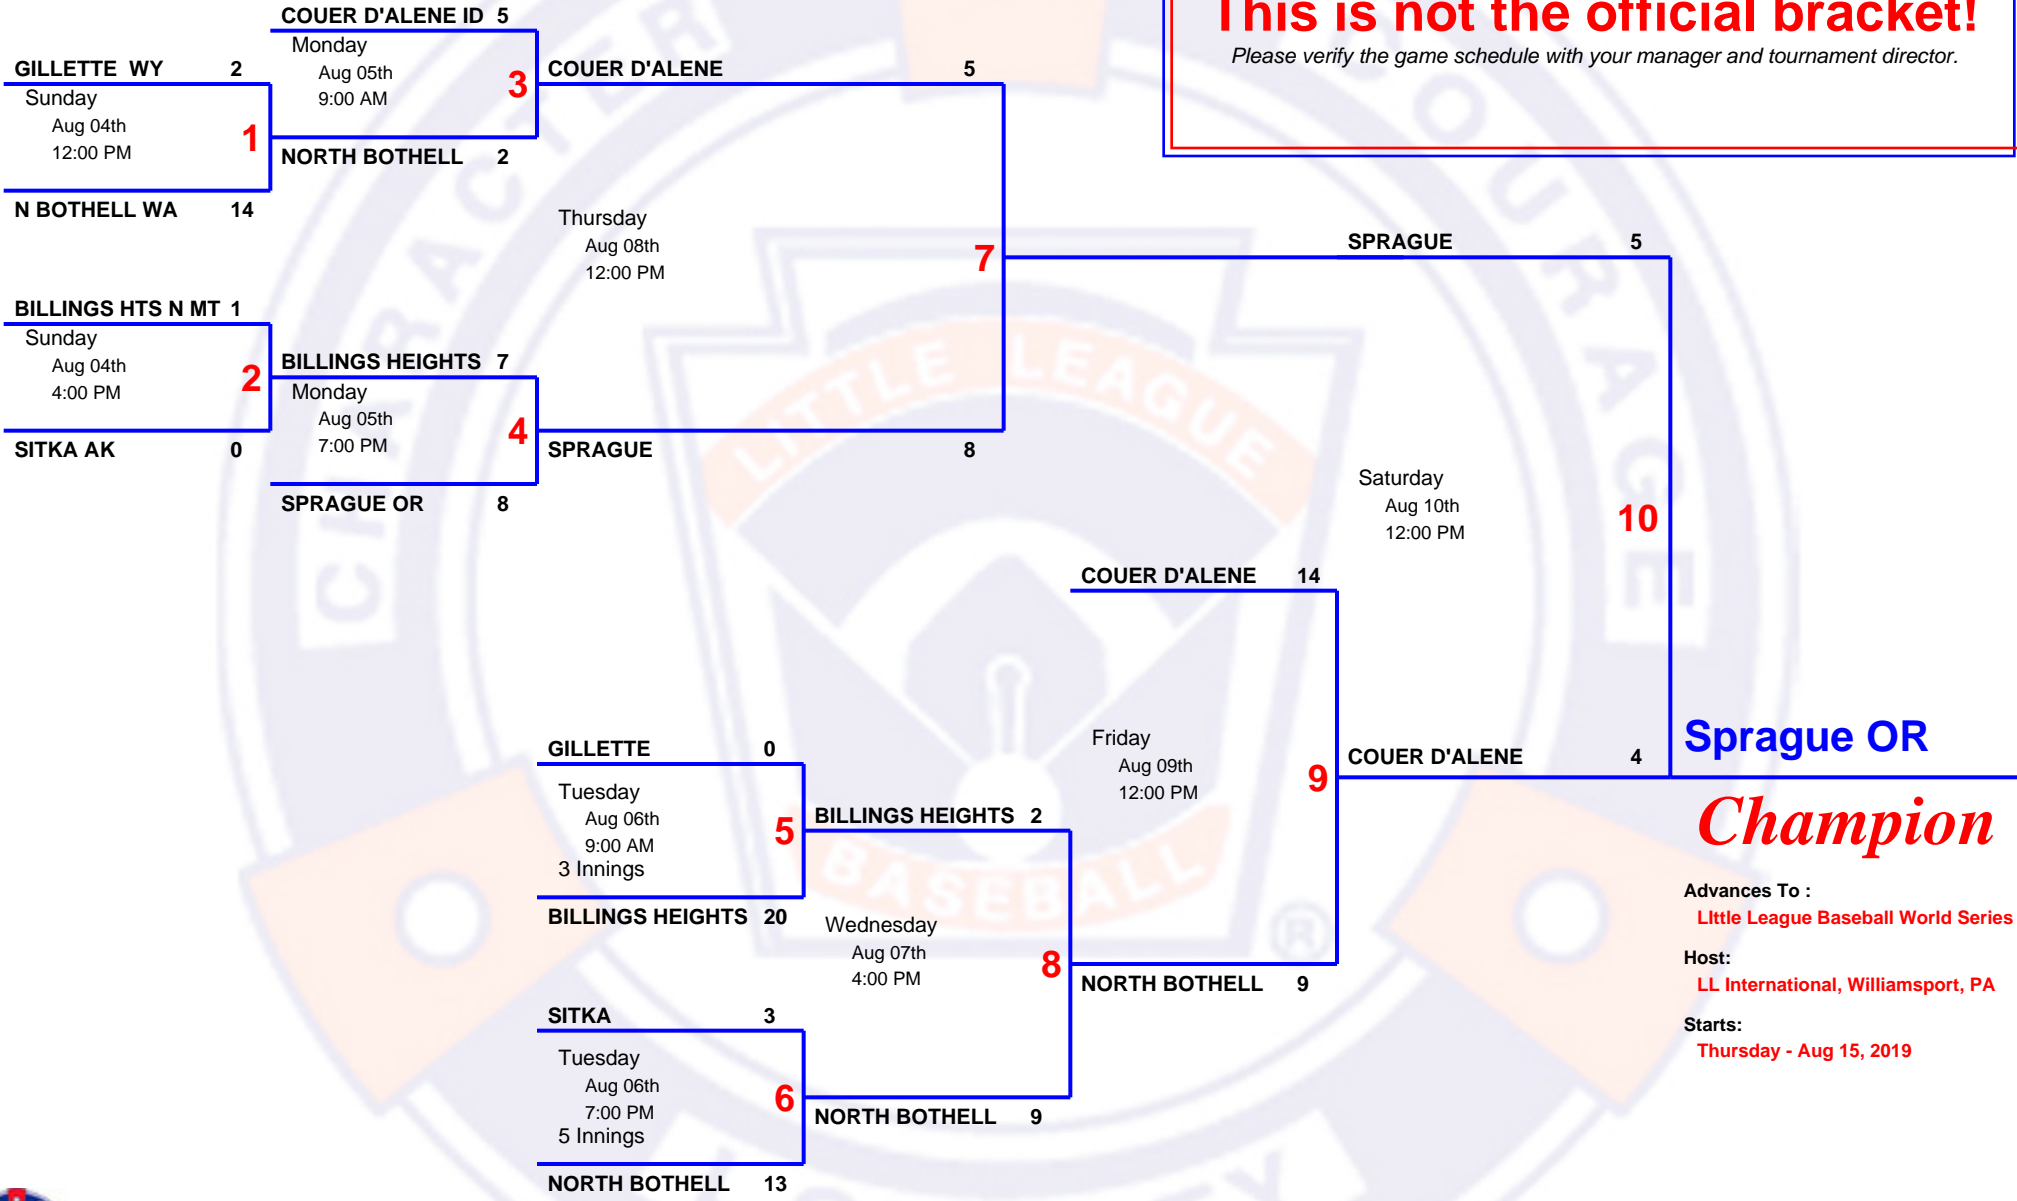 COUER D'ALENE ID 5
Monday
Aug 05th
9:00 AM
3
GILLETTE WY 2
Sunday
Aug 04th
12:00 PM
1
COUER D'ALENE 5
NORTH BOTHELL 2
N BOTHELL WA 14
This is not the official bracket!
Please verify the game schedule with your manager and tournament director.
Thursday
Aug 08th
12:00 PM
7
SPRAGUE 5
BILLINGS HTS N MT 1
Sunday
Aug 04th
4:00 PM
2
BILLINGS HEIGHTS 7
Monday
Aug 05th
7:00 PM
4
SITKA AK 0
SPRAGUE 8
SPRAGUE OR 8
Saturday
Aug 10th
12:00 PM
10
COUER D'ALENE 14
Friday
Aug 09th
12:00 PM
9
COUER D'ALENE 4
GILLETTE 0
Tuesday
Aug 06th
9:00 AM
3 Innings
5
BILLINGS HEIGHTS 2
BILLINGS HEIGHTS 20
Wednesday
Aug 07th
4:00 PM
8
NORTH BOTHELL 9
SITKA 3
Tuesday
Aug 06th
7:00 PM
5 Innings
6
NORTH BOTHELL 9
NORTH BOTHELL 13
Sprague OR
Champion
Advances To :
LIttle League Baseball World Series
Host:
LL International, Williamsport, PA
Starts:
Thursday - Aug 15, 2019
CHARACTER
COURAGE
LITTLE LEAGUE
BASEBALL
®